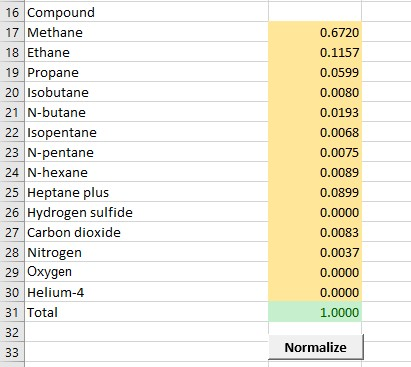 16 Compound
17 Methane 0.6720
18 Ethane 0.1157
19 Propane 0.0599
20 Isobutane 0.0080
21 N-butane 0.0193
22 Isopentane 0.0068
23 N-pentane 0.0075
24 N-hexane 0.0089
25 Heptane plus 0.0899
26 Hydrogen sulfide 0.0000
27 Carbon dioxide 0.0083
28 Nitrogen 0.0037
29 Oxygen 0.0000
30 Helium-4 0.0000
31 Total 1.0000
32
33 Normalize